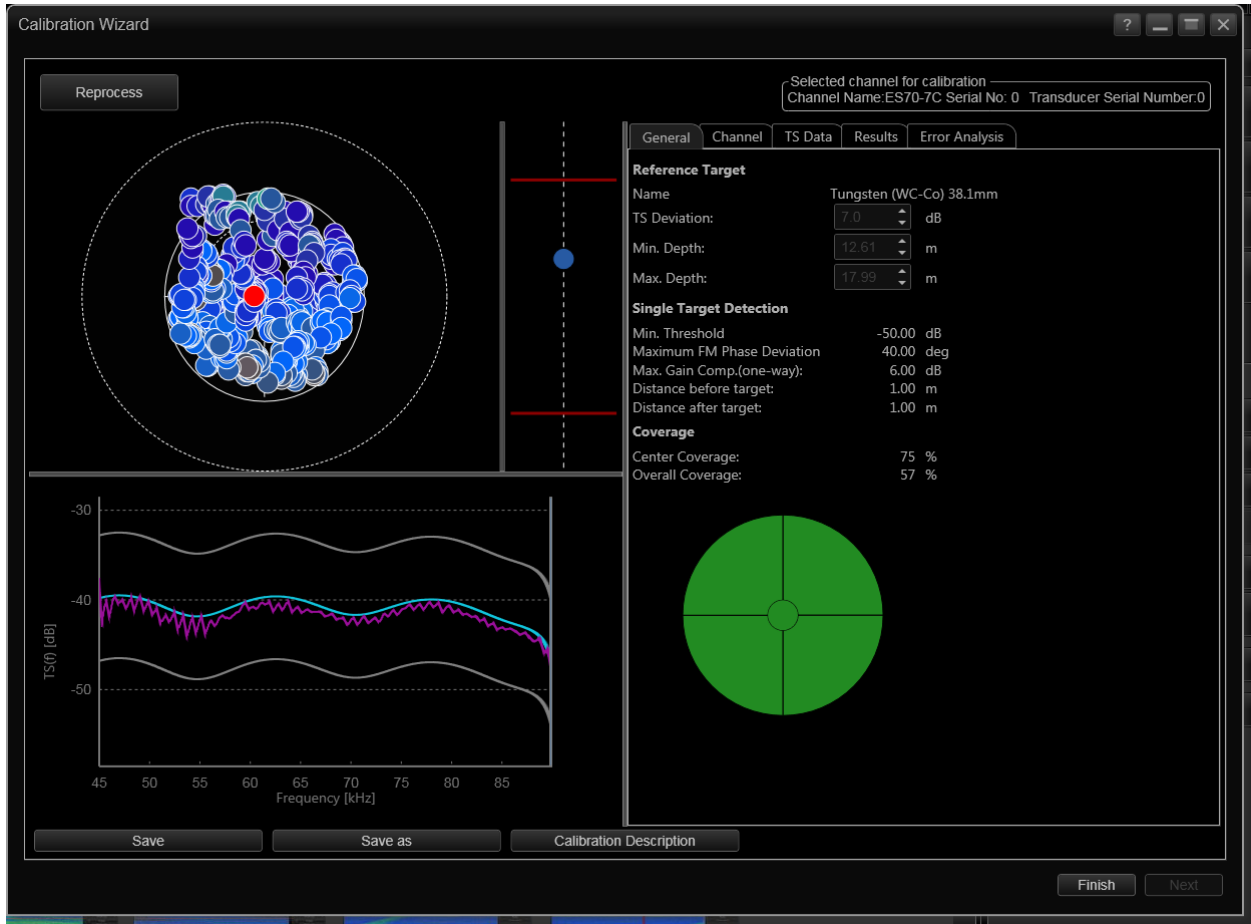 Calibration Wizard
?
Reprocess
Selected channel for calibration
Channel Name:ES70-7C Serial No: 0 Transducer Serial Number:0
General Channel TS Data Results Error Analysis
Reference Target
Name Tungsten (WC-Co) 38.1mm
TS Deviation: 7.0 dB
Min. Depth: 12.61 m
Max. Depth: 17.99 m
Single Target Detection
Min. Threshold -50.00 dB
Maximum FM Phase Deviation 40.00 deg
Max. Gain Comp.(one-way): 6.00 dB
Distance before target: 1.00 m
Distance after target: 1.00 m
Coverage
Center Coverage: 75 %
Overall Coverage: 57 %
-30
-40
-50
TS(f) [dB]
45 50 55 60 65 70 75 80 85
Frequency [kHz]
Save Save as Calibration Description
Finish Next